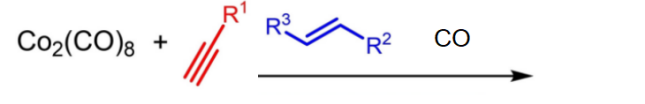 Co₂(CO)₈ + R¹ R³ R² CO